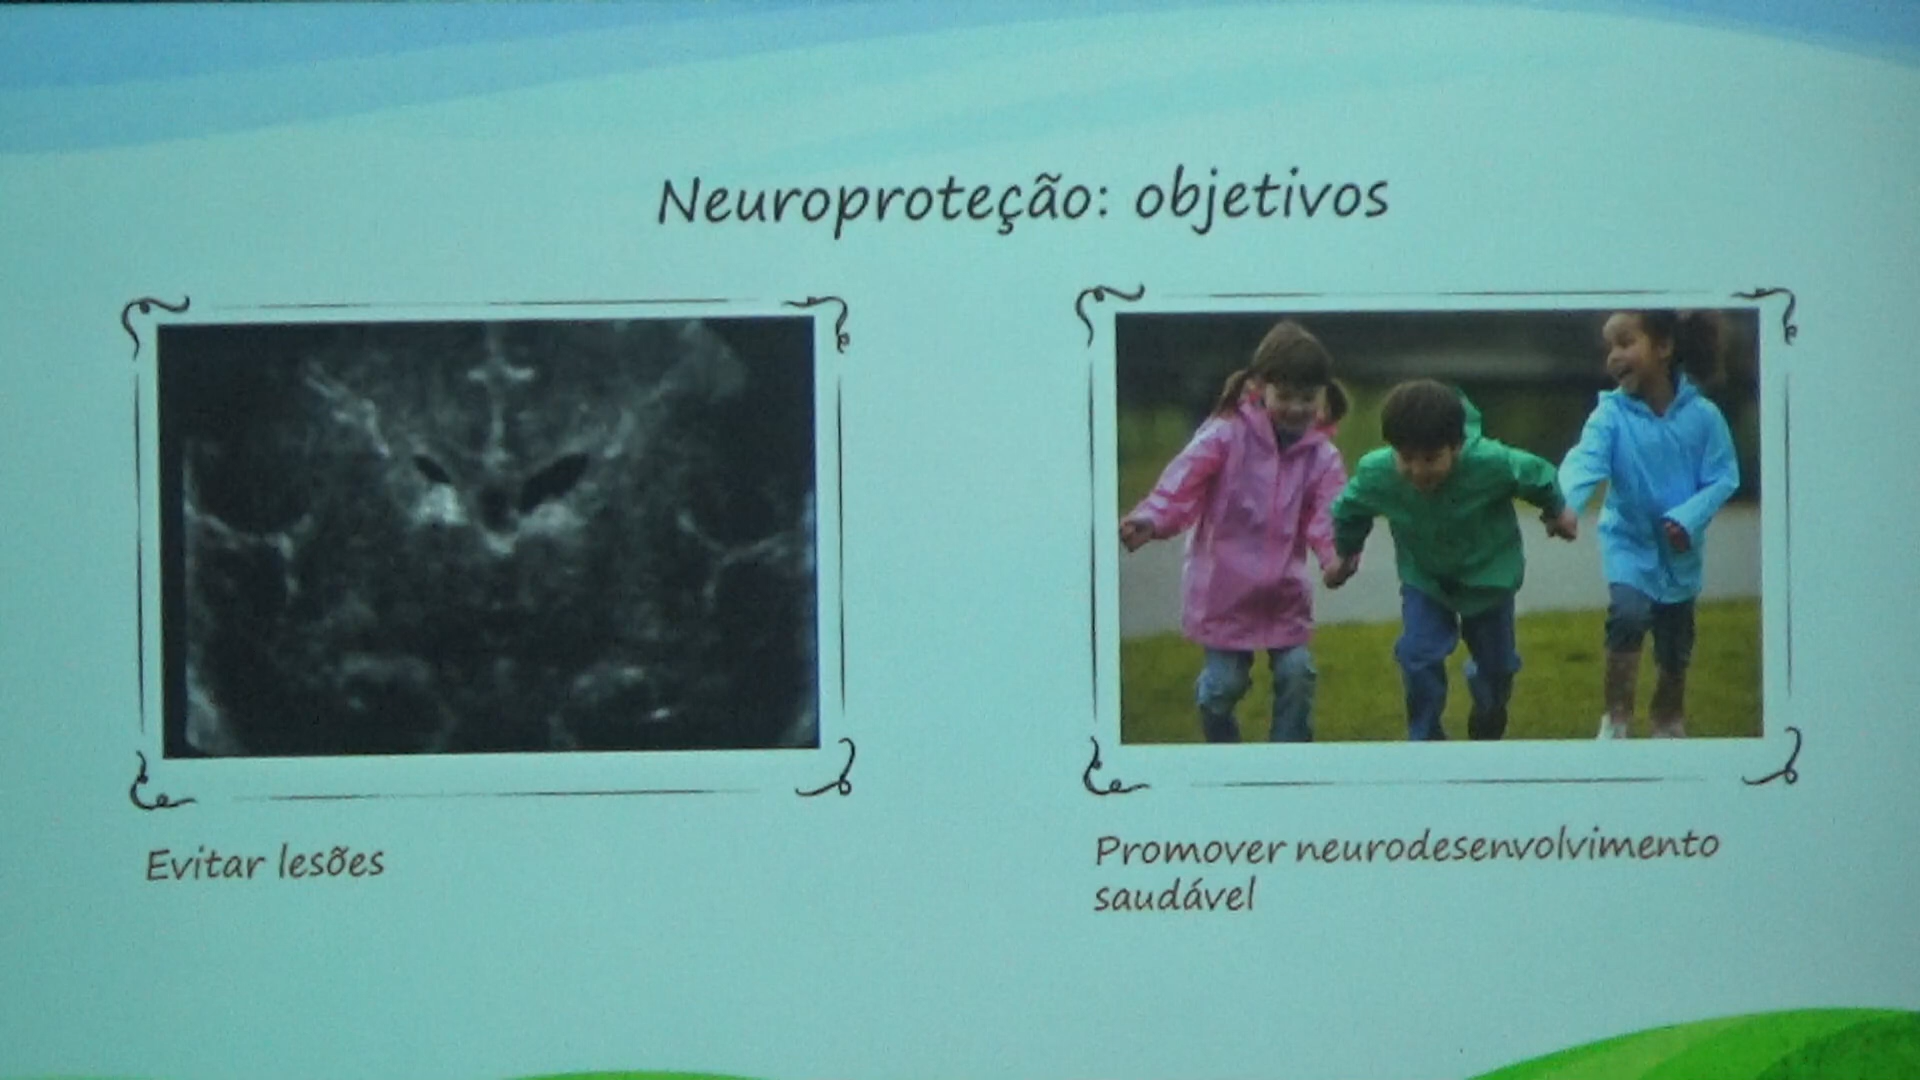 Neuroproteção: objetivos
Evitar lesões
Promover neurodesenvolvimento
saudável